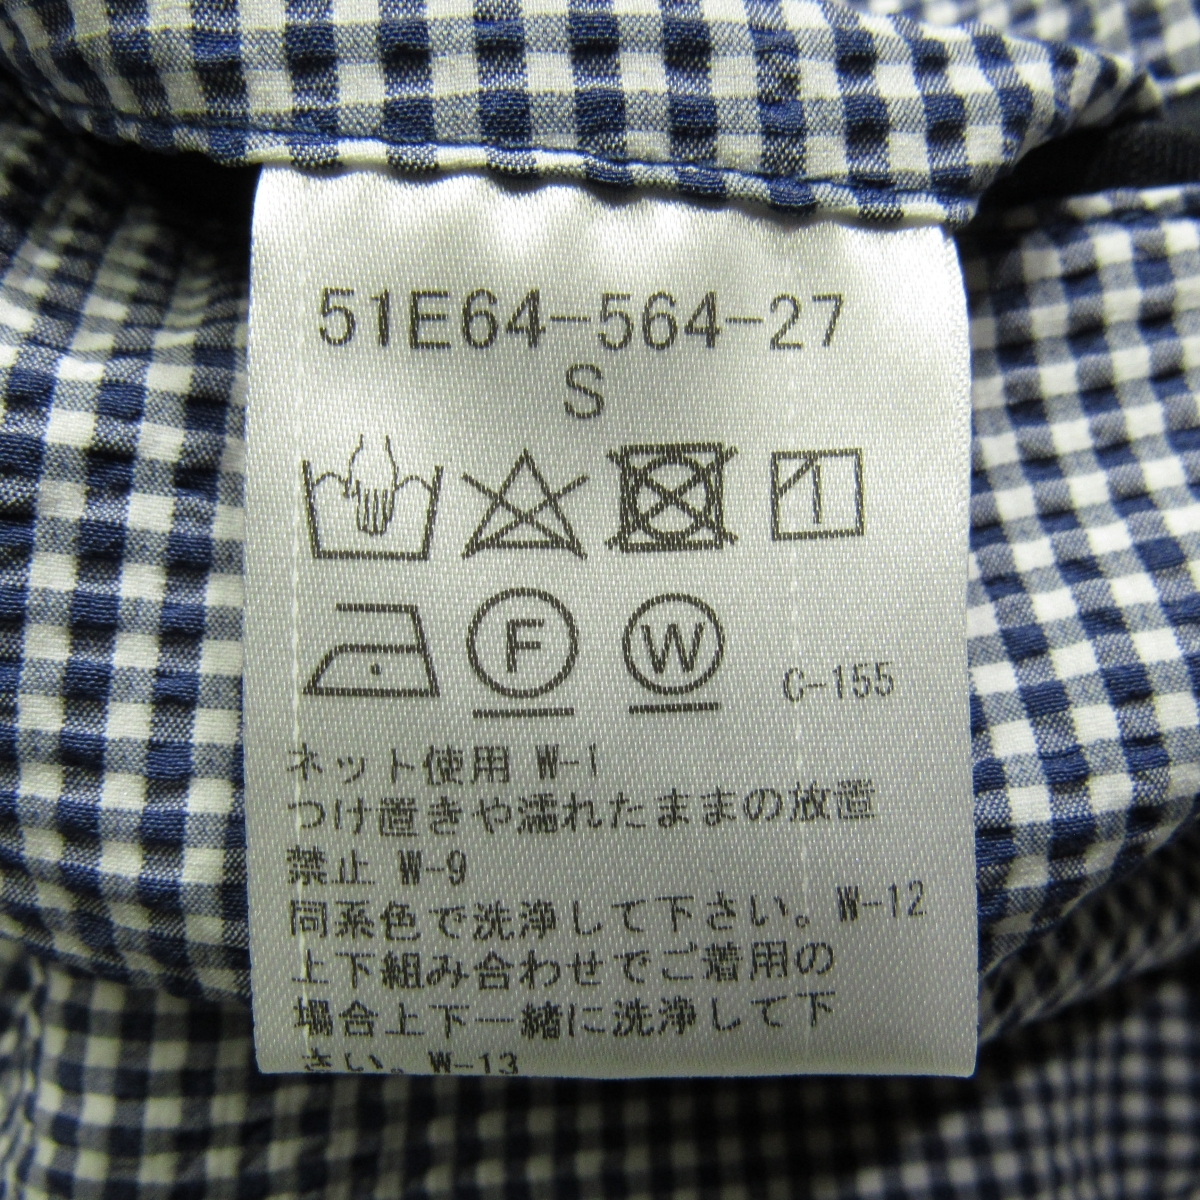 51E64-564-27
S
F W C-155
ネット使用 W-1
つけ置きや濡れたままの放置
禁止 W-9
同系色で洗浄して下さい。W-12
上下組み合わせでご着用の
場合上下一緒に洗浄して下
さい。W-13